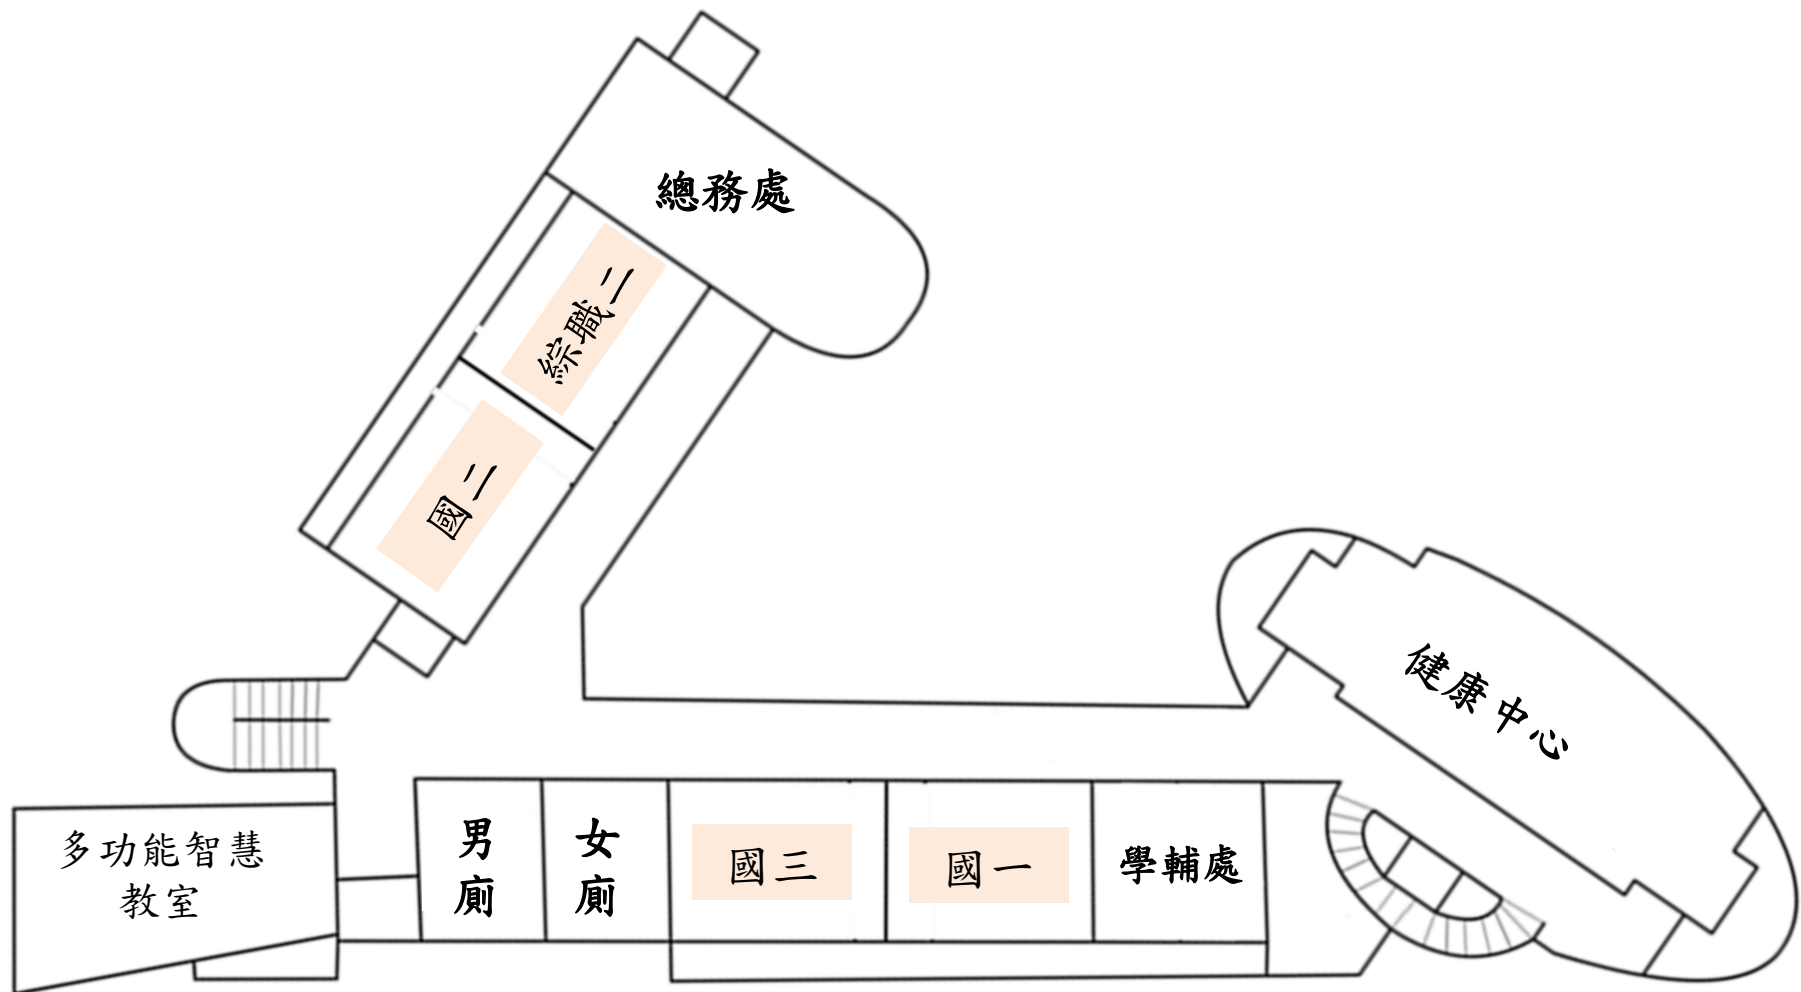 總務處
綜職二
國二
健康中心
多功能智慧
教室
男
廁
女
廁
國三
國一
學輔處